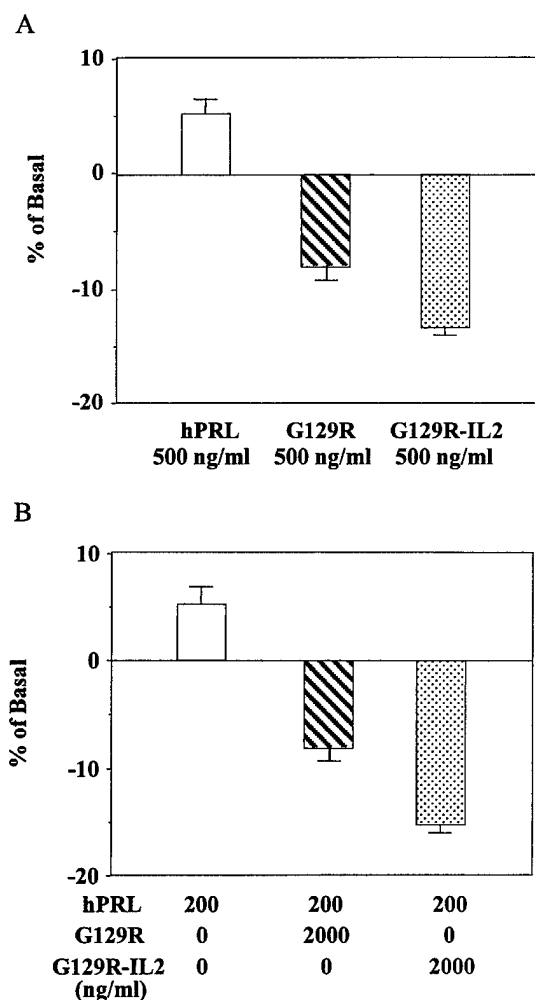 A
10
0
-10
-20
% of Basal
hPRL G129R G129R-IL2
500 ng/ml 500 ng/ml 500 ng/ml
B
10
0
-10
-20
% of Basal
hPRL 200 200 200
G129R 0 2000 0
G129R-IL2 0 0 2000
(ng/ml)